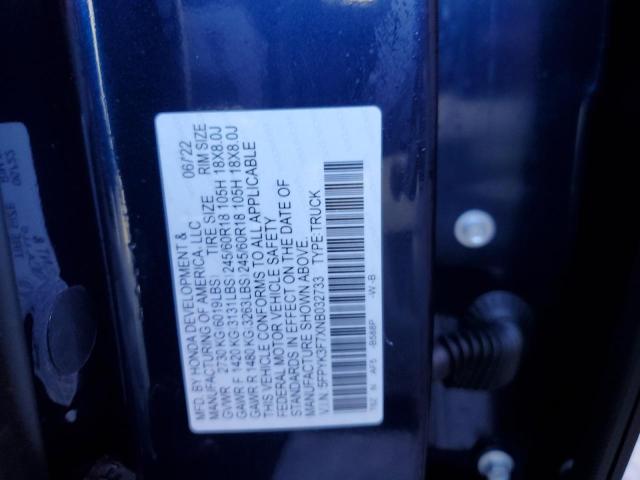 MFD. BY HONDA DEVELOPMENT & 06/22
MANUFACTURING OF AMERICA, LLC
GVWR 2730 KG(6019LBS) TIRE SIZE RIM SIZE
GAWR F 1420 KG(3131LBS) 245/60R18 105H 18X8.0J
GAWR R 1480 KG(3263LBS) 245/60R18 105H 18X8.0J
THIS VEHICLE CONFORMS TO ALL APPLICABLE
FEDERAL MOTOR VEHICLE SAFETY
STANDARDS IN EFFECT ON THE DATE OF
MANUFACTURE SHOWN ABOVE.
V.I.N. 5FPYK3F7XNB032733 TYPE:TRUCK
T6Z IN AF5 B588P -W-B